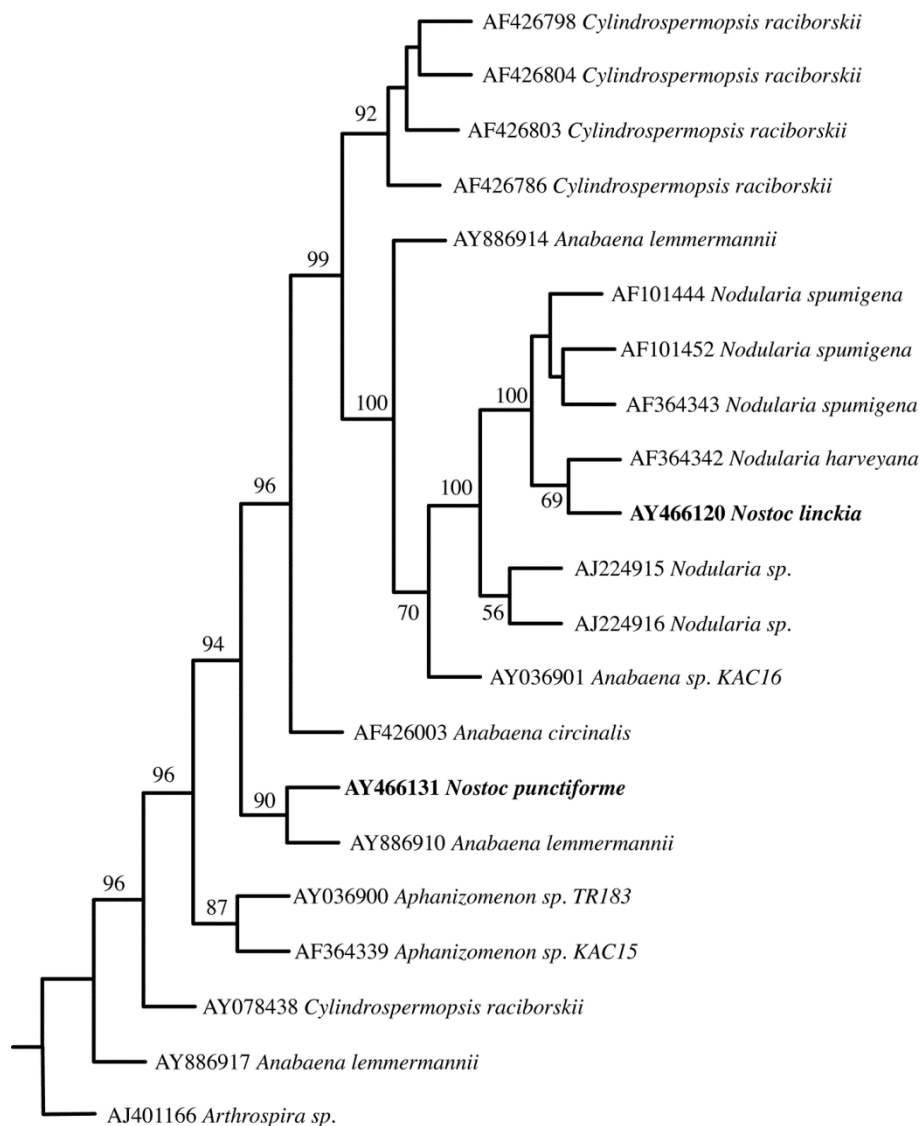 AF426798 Cylindrospermopsis raciborskii
AF426804 Cylindrospermopsis raciborskii
92
AF426803 Cylindrospermopsis raciborskii
AF426786 Cylindrospermopsis raciborskii
AY886914 Anabaena lemmermannii
99
AF101444 Nodularia spumigena
AF101452 Nodularia spumigena
100
100
AF364343 Nodularia spumigena
AF364342 Nodularia harveyana
96
100
69
AY466120 Nostoc linckia
AJ224915 Nodularia sp.
70
56
AJ224916 Nodularia sp.
94
AY036901 Anabaena sp. KAC16
AF426003 Anabaena circinalis
96
AY466131 Nostoc punctiforme
90
AY886910 Anabaena lemmermannii
96
AY036900 Aphanizomenon sp. TR183
87
AF364339 Aphanizomenon sp. KAC15
AY078438 Cylindrospermopsis raciborskii
AY886917 Anabaena lemmermannii
AJ401166 Arthrospira sp.